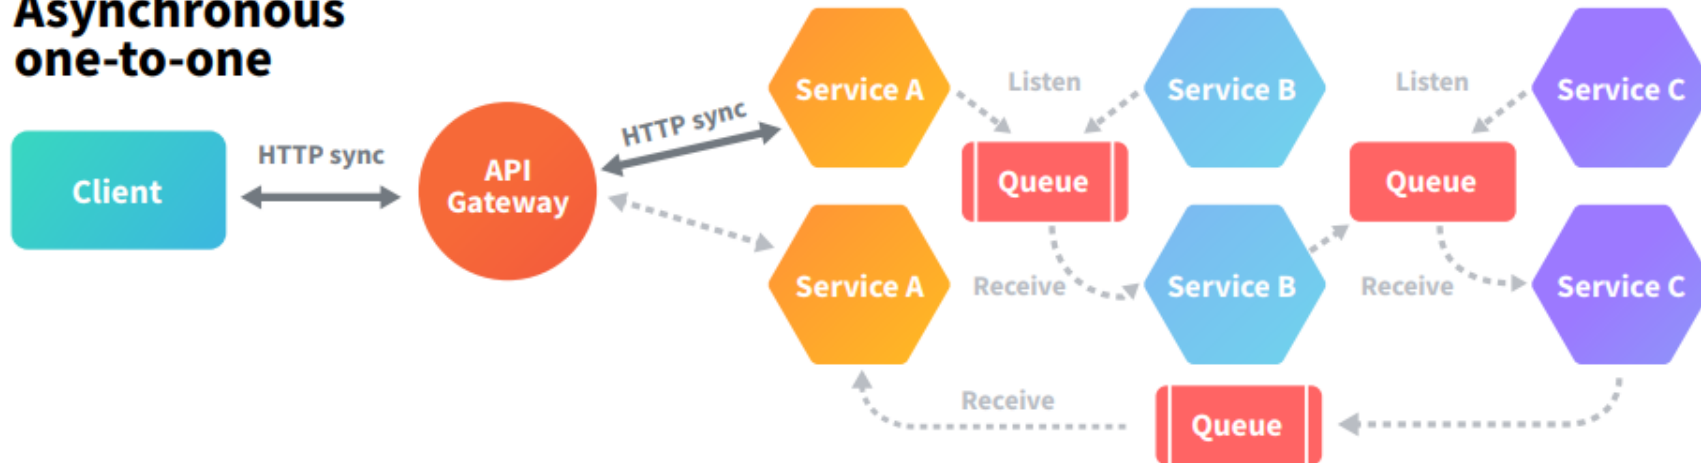 Asynchronous
one-to-one
Client
HTTP sync
API
Gateway
HTTP sync
Service A
Listen
Service B
Listen
Service C
Queue
Queue
Service A
Receive
Service B
Receive
Service C
Receive
Queue